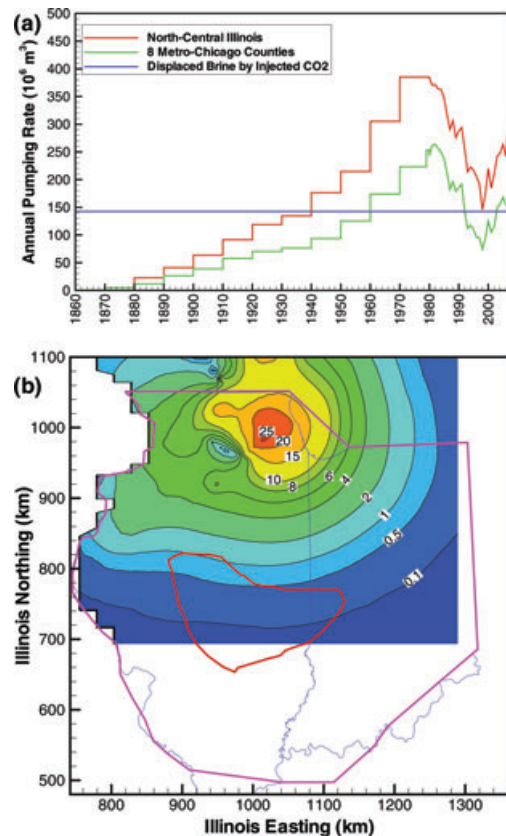 (a)
500
450
400
350
300
250
200
150
100
50
0
Annual Pumping Rate (10⁶ m³)
North-Central Illinois
8 Metro-Chicago Counties
Displaced Brine by Injected CO2
1860 1870 1880 1890 1900 1910 1920 1930 1940 1950 1960 1970 1980 1990 2000
(b)
1100
1000
900
800
700
600
500
Illinois Northing (km)
25
20
15
10
8
6
4
2
1
0.5
0.1
800 900 1000 1100 1200 1300
Illinois Easting (km)